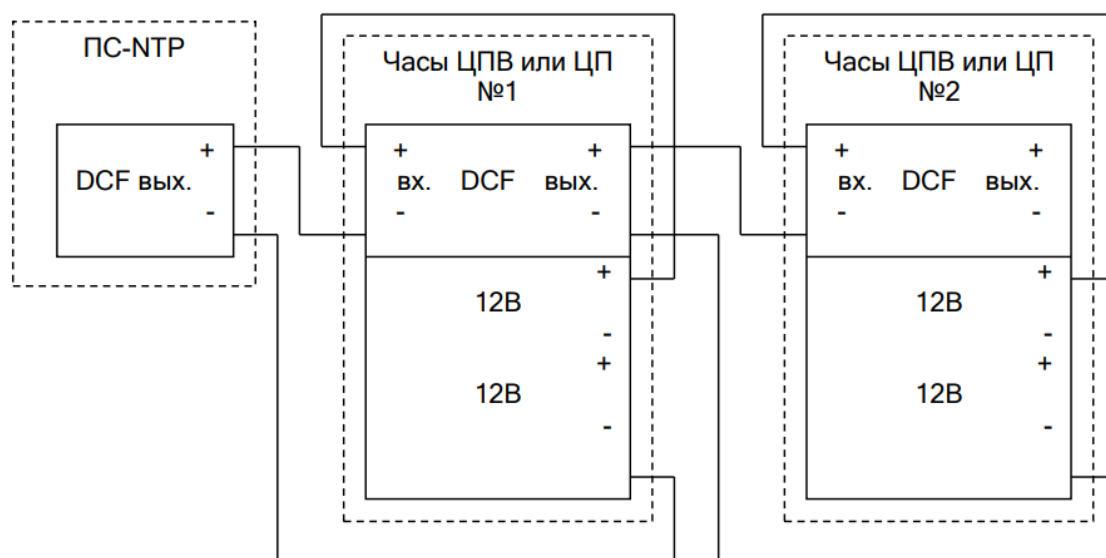 ПС-NTP
+
DCF вых.
-
Часы ЦПВ или ЦП
№1
+ +
вх. DCF вых.
- -
+
12В
-
+
12В
-
Часы ЦПВ или ЦП
№2
+ +
вх. DCF вых.
- -
+
12В
-
+
12В
-